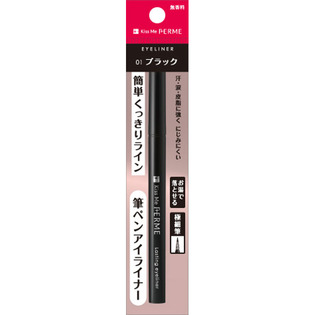 無香料
Kiss Me FERME
EYELINER
01 ブラック
簡単くっきりライン
筆ペンアイライナー
汗・涙・皮脂に強くにじみにくい
お湯で
落とせる
極細筆
Kiss Me FERME
Lasting eyeliner